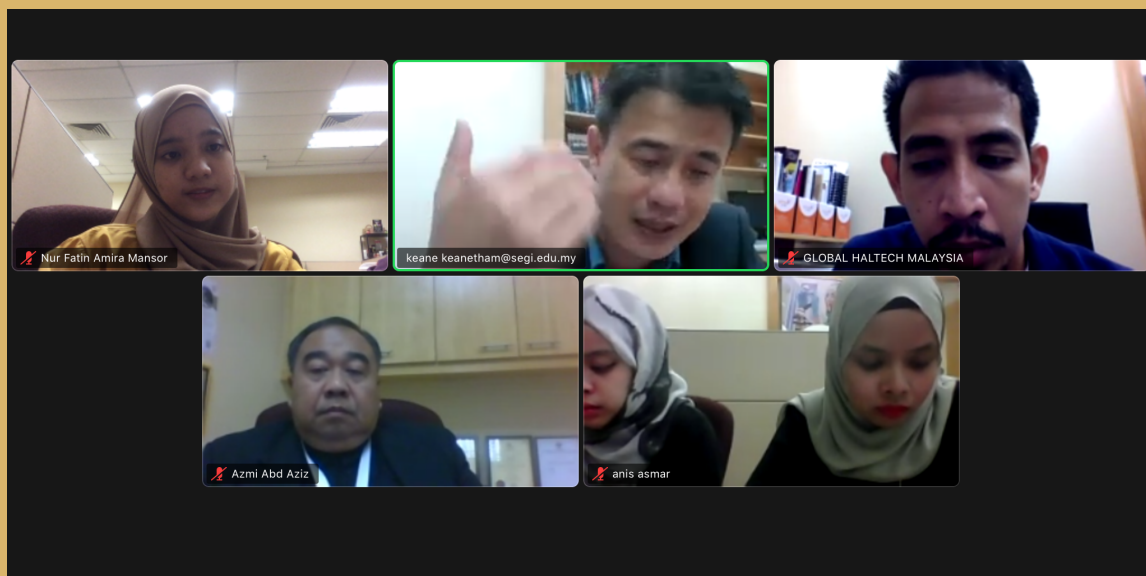 Nur Fatin Amira Mansor
keane keanetham@segi.edu.my
GLOBAL HALTECH MALAYSIA
Azmi Abd Aziz
anis asmar